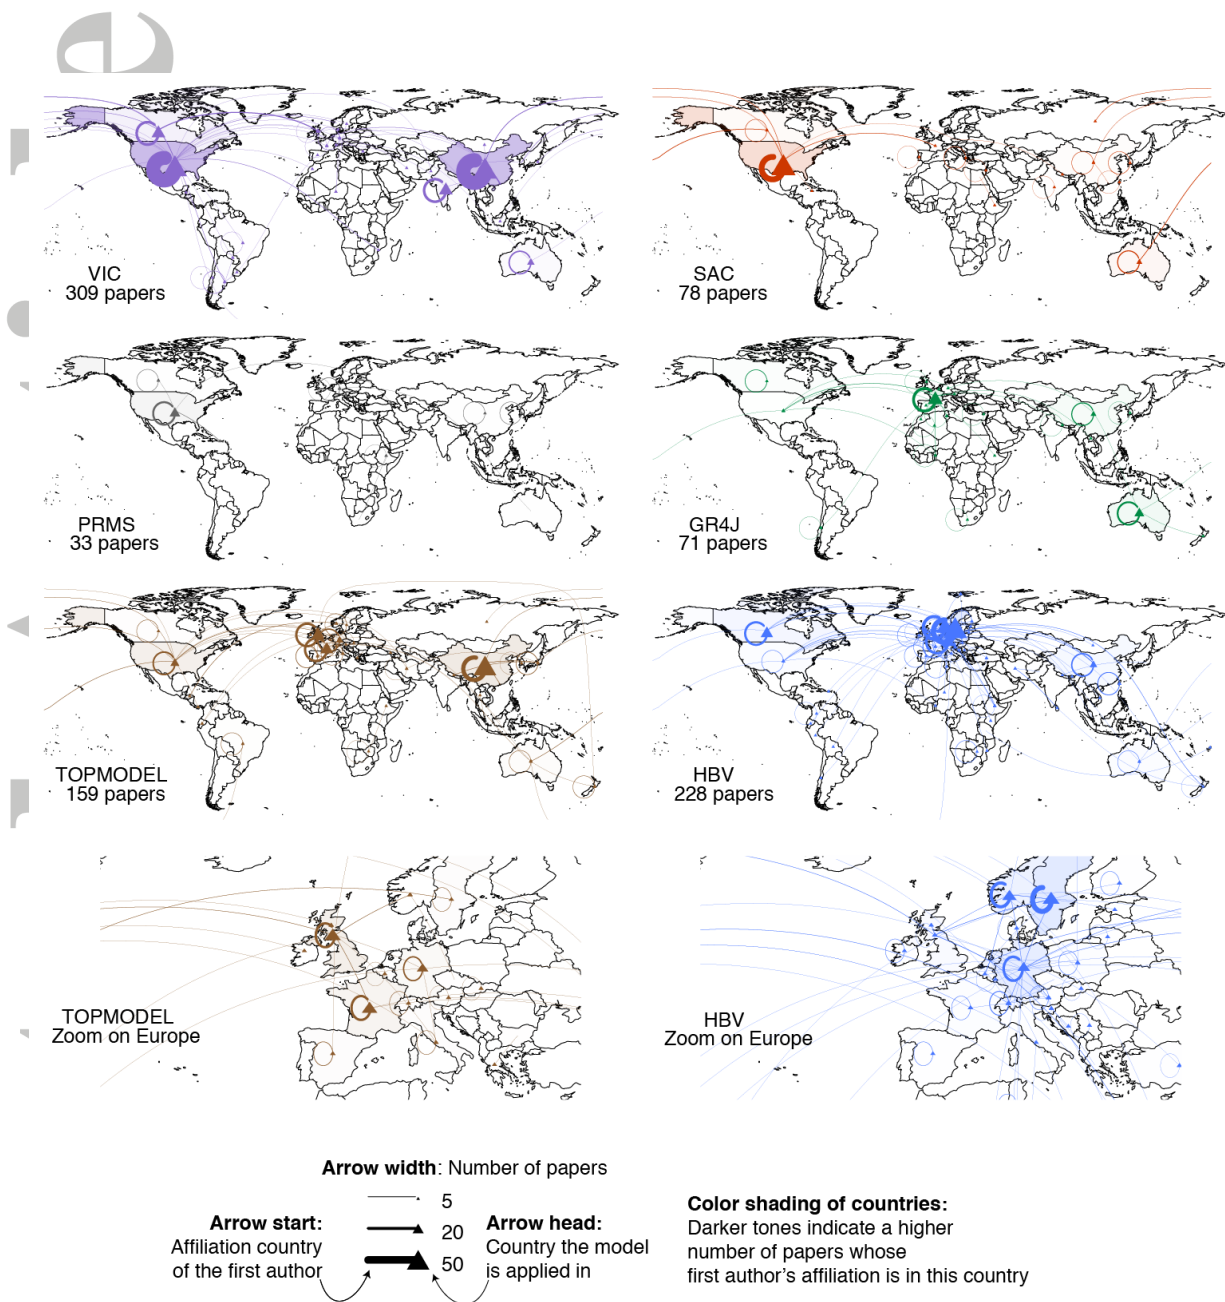 VIC
309 papers
SAC
78 papers
PRMS
33 papers
GR4J
71 papers
TOPMODEL
159 papers
HBV
228 papers
TOPMODEL
Zoom on Europe
HBV
Zoom on Europe
Arrow width: Number of papers
5
20
50
Arrow start:
Affiliation country
of the first author
Arrow head:
Country the model
is applied in
Color shading of countries:
Darker tones indicate a higher
number of papers whose
first author's affiliation is in this country